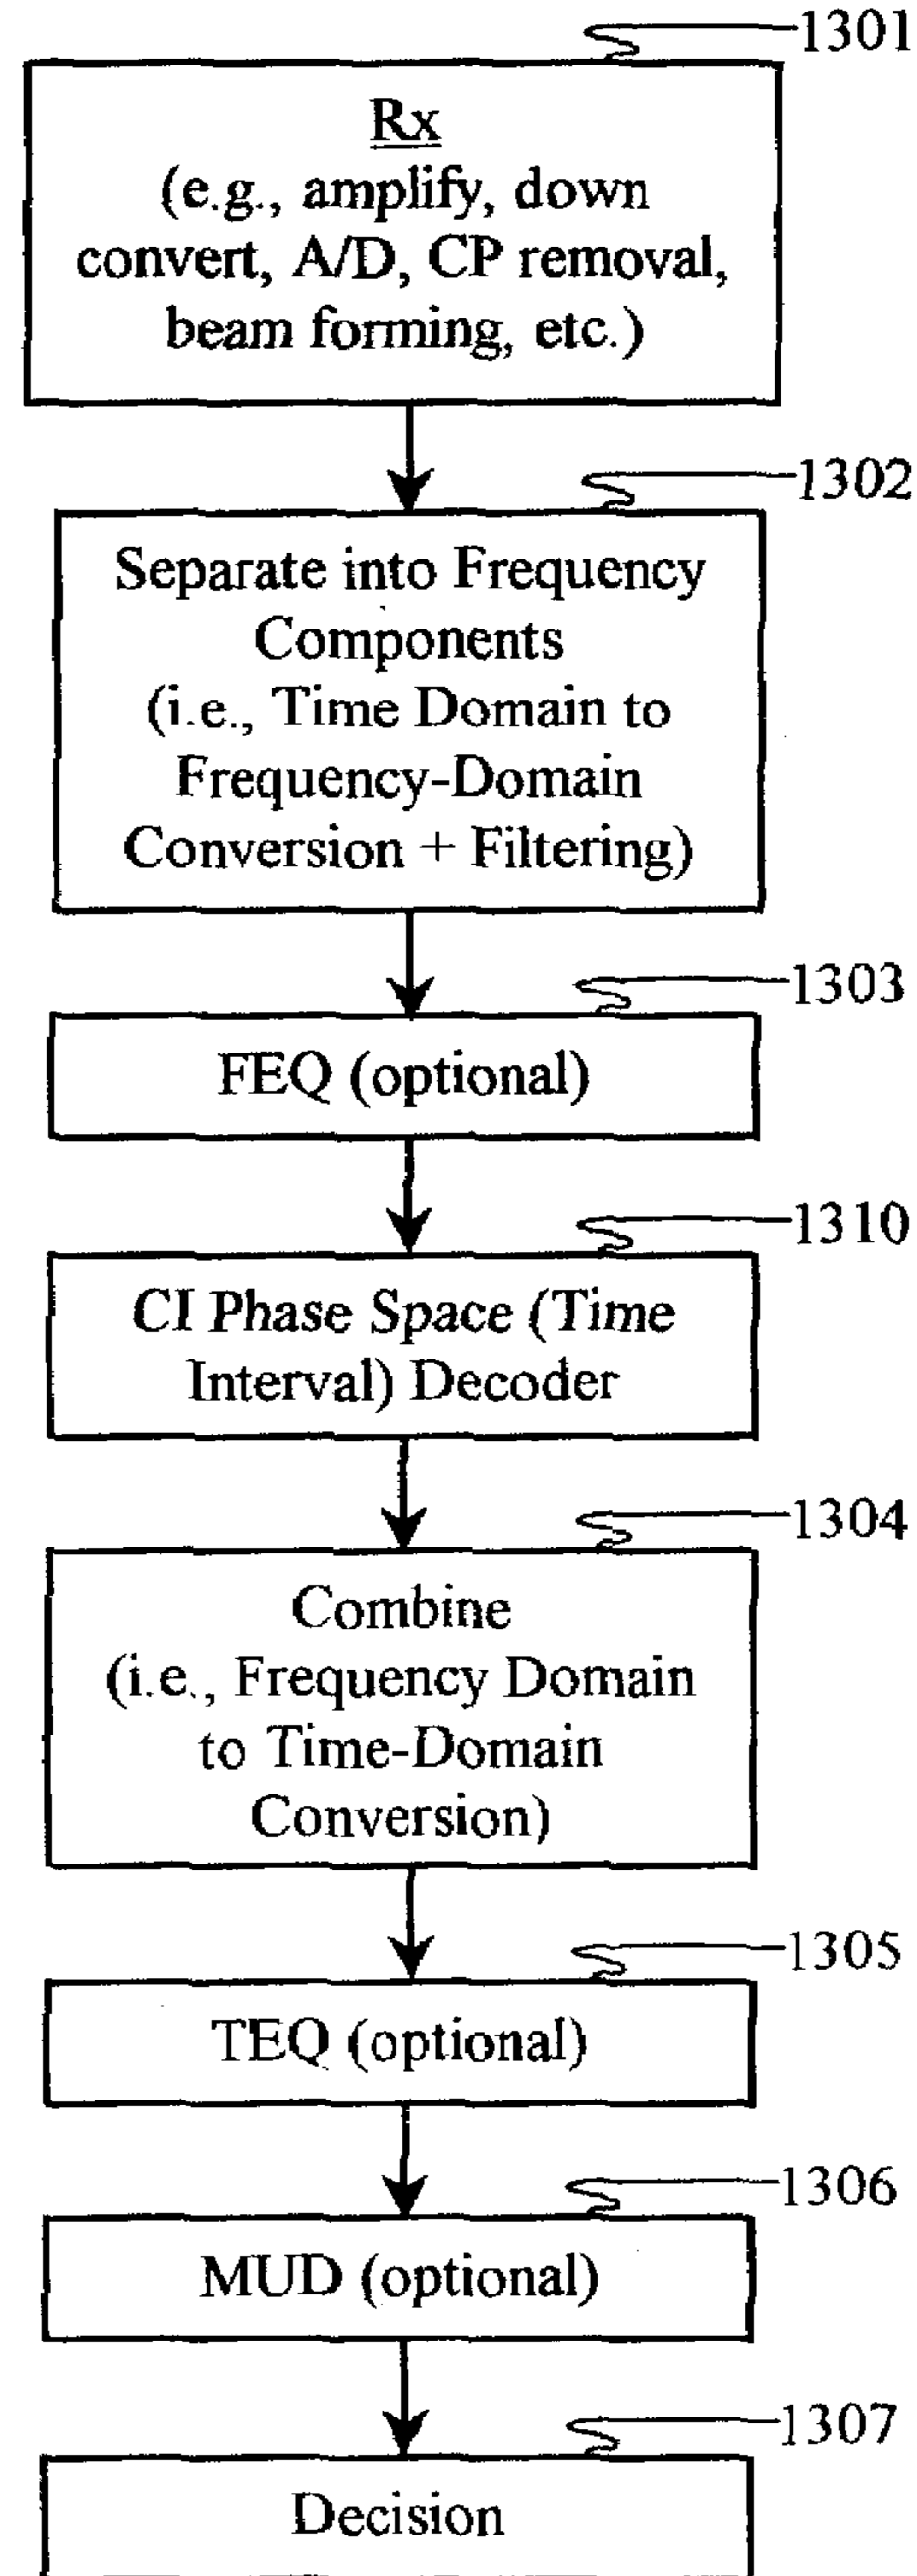 1301
Rx
(e.g., amplify, down
convert, A/D, CP removal,
beam forming, etc.)
1302
Separate into Frequency
Components
(i.e., Time Domain to
Frequency-Domain
Conversion + Filtering)
1303
FEQ (optional)
1310
CI Phase Space (Time
Interval) Decoder
1304
Combine
(i.e., Frequency Domain
to Time-Domain
Conversion)
1305
TEQ (optional)
1306
MUD (optional)
1307
Decision